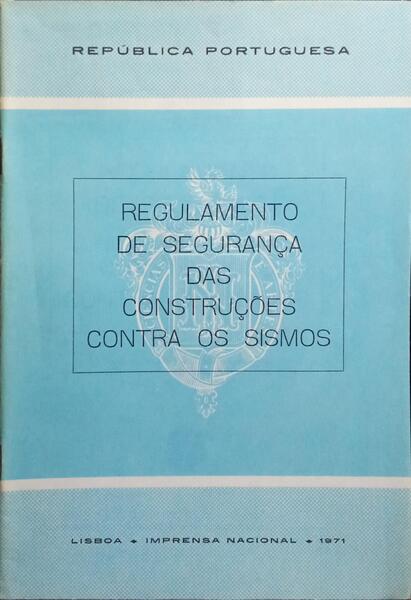 REPÚBLICA PORTUGUESA
REGULAMENTO
DE SEGURANÇA
DAS
CONSTRUÇÕES
CONTRA OS SISMOS
LISBOA ✦ IMPRENSA NACIONAL ✦ 1971